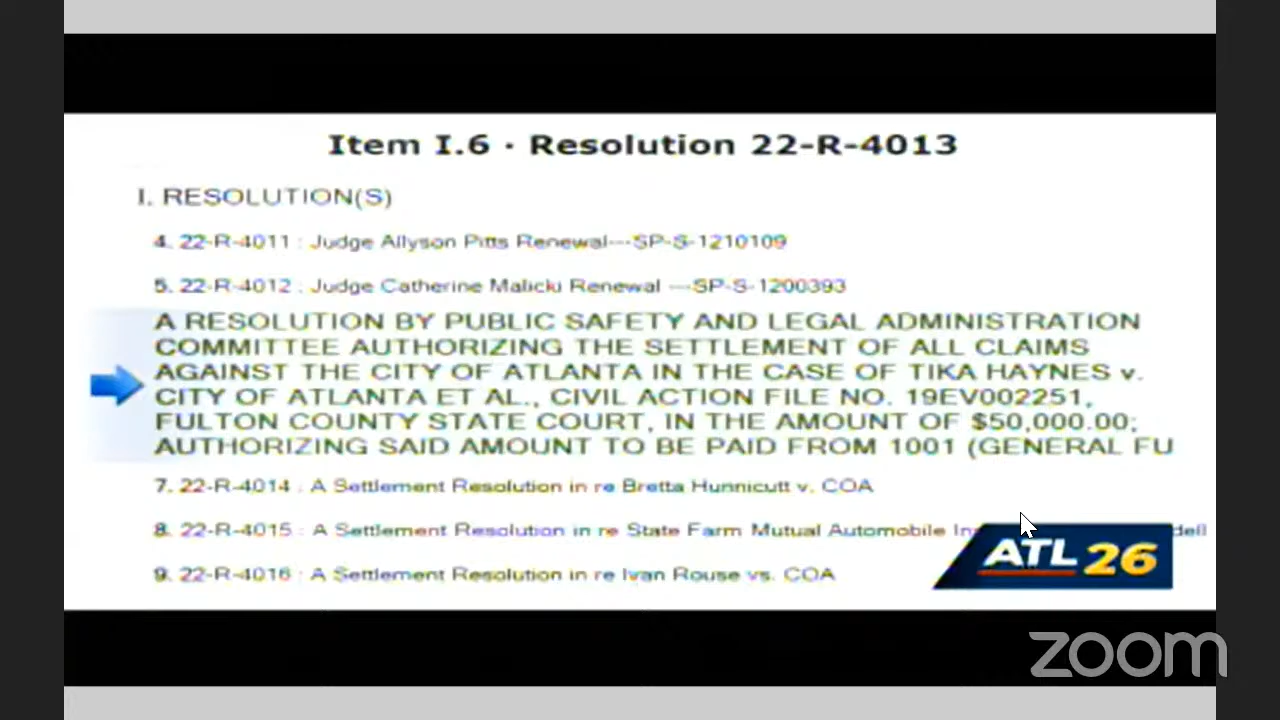 Item I.6 · Resolution 22-R-4013
I. RESOLUTION(S)
4. 22-R-4011 : Judge Allyson Pitts Renewal---SP-S-1210109
5. 22-R-4012 : Judge Catherine Malicki Renewal ---SP-S-1200393
A RESOLUTION BY PUBLIC SAFETY AND LEGAL ADMINISTRATION
COMMITTEE AUTHORIZING THE SETTLEMENT OF ALL CLAIMS
AGAINST THE CITY OF ATLANTA IN THE CASE OF TIKA HAYNES v.
CITY OF ATLANTA ET AL., CIVIL ACTION FILE NO. 19EV002251,
FULTON COUNTY STATE COURT, IN THE AMOUNT OF $50,000.00;
AUTHORIZING SAID AMOUNT TO BE PAID FROM 1001 (GENERAL FU
7. 22-R-4014 : A Settlement Resolution in re Bretta Hunnicutt v. COA
8. 22-R-4015 : A Settlement Resolution in re State Farm Mutual Automobile
9. 22-R-4016 : A Settlement Resolution in re Ivan Rouse vs. COA
ATL 26
zoom